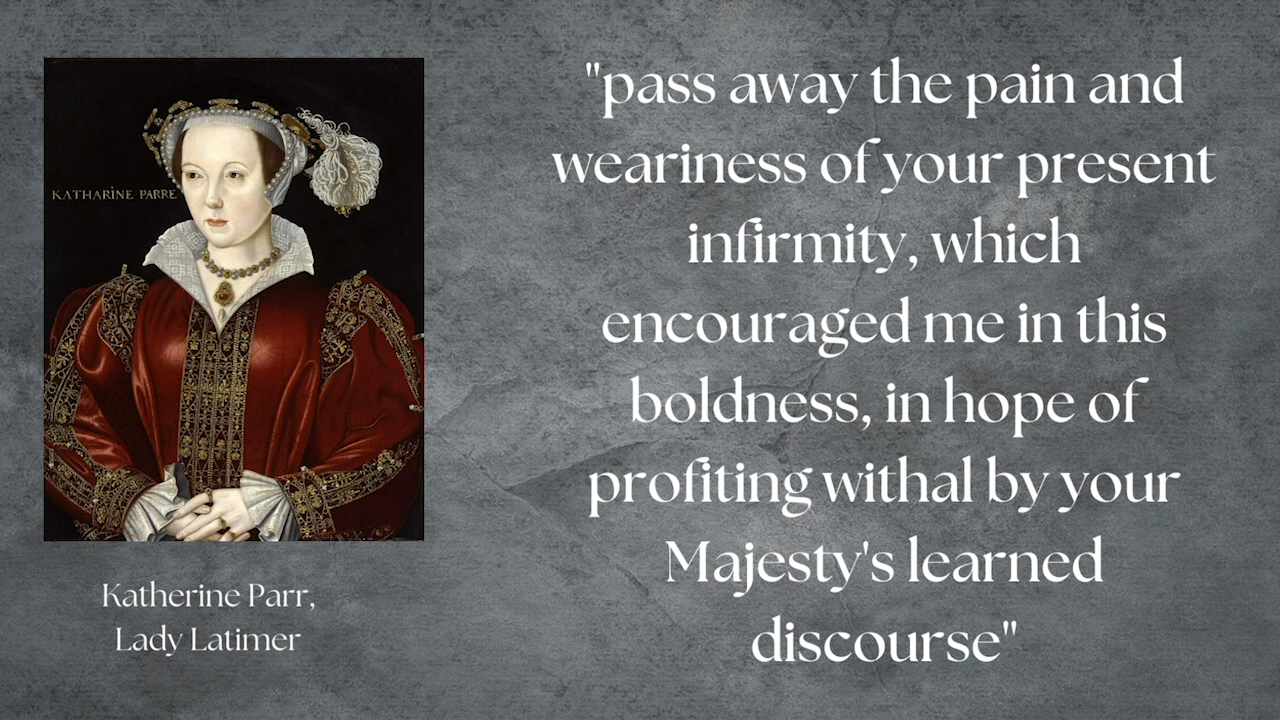 KATHARINE PARRE
Katherine Parr,
Lady Latimer
"pass away the pain and
weariness of your present
infirmity, which
encouraged me in this
boldness, in hope of
profiting withal by your
Majesty's learned
discourse"